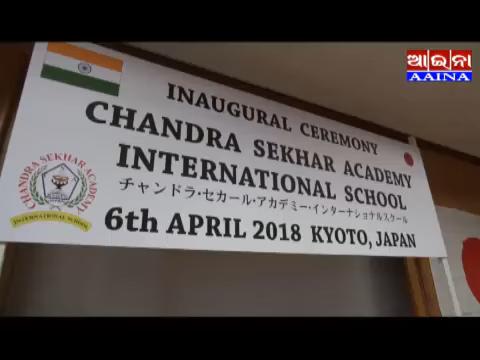 ଆଇନା
AAINA
INAUGURAL CEREMONY
CHANDRA SEKHAR ACADEMY
INTERNATIONAL SCHOOL
チャンドラ・セカール・アカデミー・インターナショナルスクール
6th APRIL 2018 KYOTO, JAPAN
CHANDRA SEKHAR ACADEMY
INTERNATIONAL SCHOOL